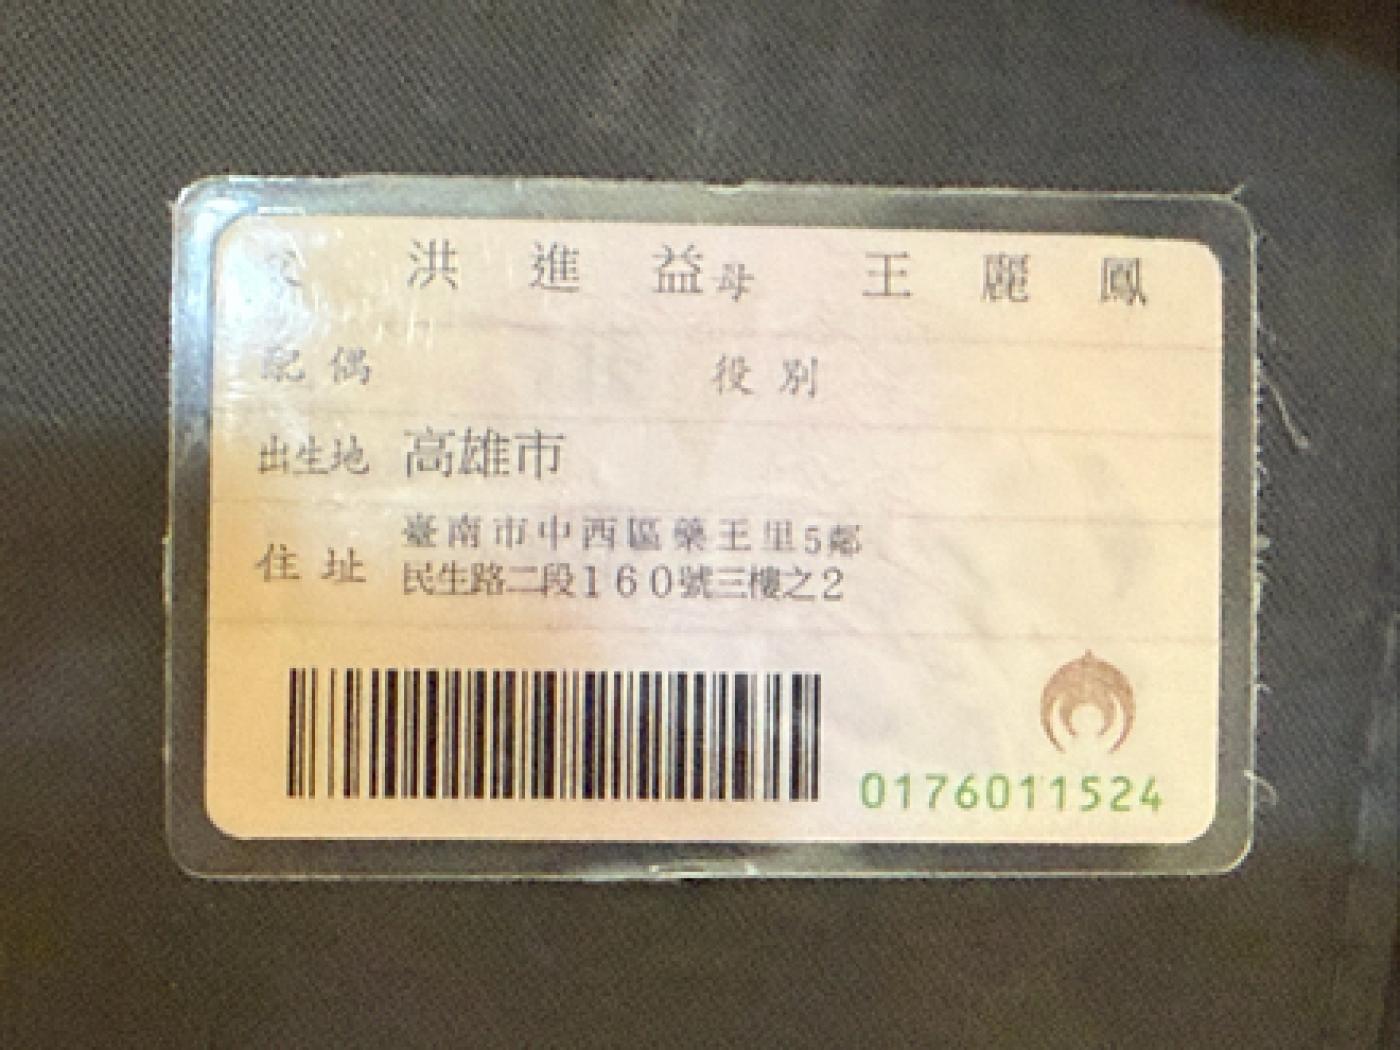 父 洪進益 母 王麗鳳
配偶 役別
出生地 高雄市
住址 臺南市中西區藥王里5鄰
民生路二段160號三樓之2
0176011524